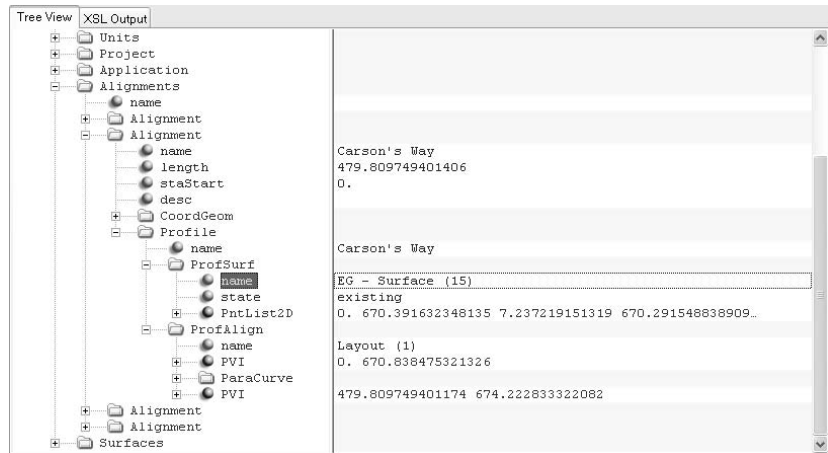 Tree View XSL Output
Units
Project
Application
Alignments
name
Alignment
Alignment
name Carson's Way
length 479.809749401406
staStart 0.
desc
CoordGeom
Profile
name Carson's Way
ProfSurf
name EG - Surface (15)
state existing
PntList2D 0. 670.391632348135 7.237219151319 670.291548838909…
ProfAlign
name Layout (1)
PVI 0. 670.838475321326
ParaCurve
PVI 479.809749401174 674.222833322082
Alignment
Alignment
Surfaces